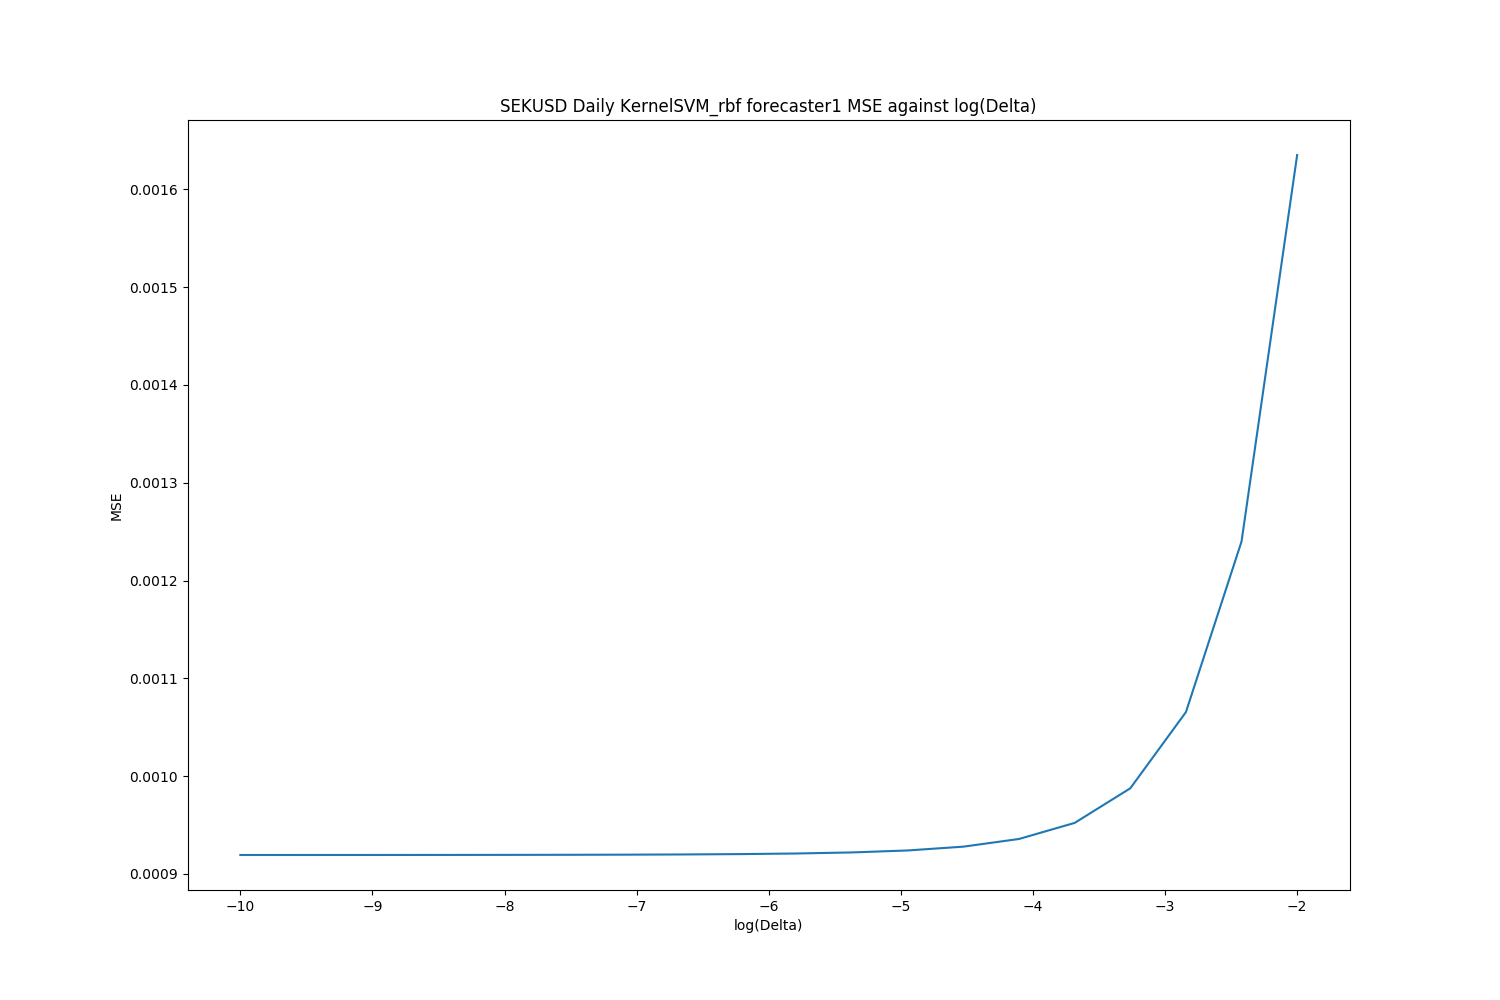 SEKUSD Daily KernelSVM_rbf forecaster1 MSE against log(Delta)
0.0016
0.0015
0.0014
0.0013
0.0012
0.0011
0.0010
0.0009
MSE
−10 −9 −8 −7 −6 −5 −4 −3 −2
log(Delta)